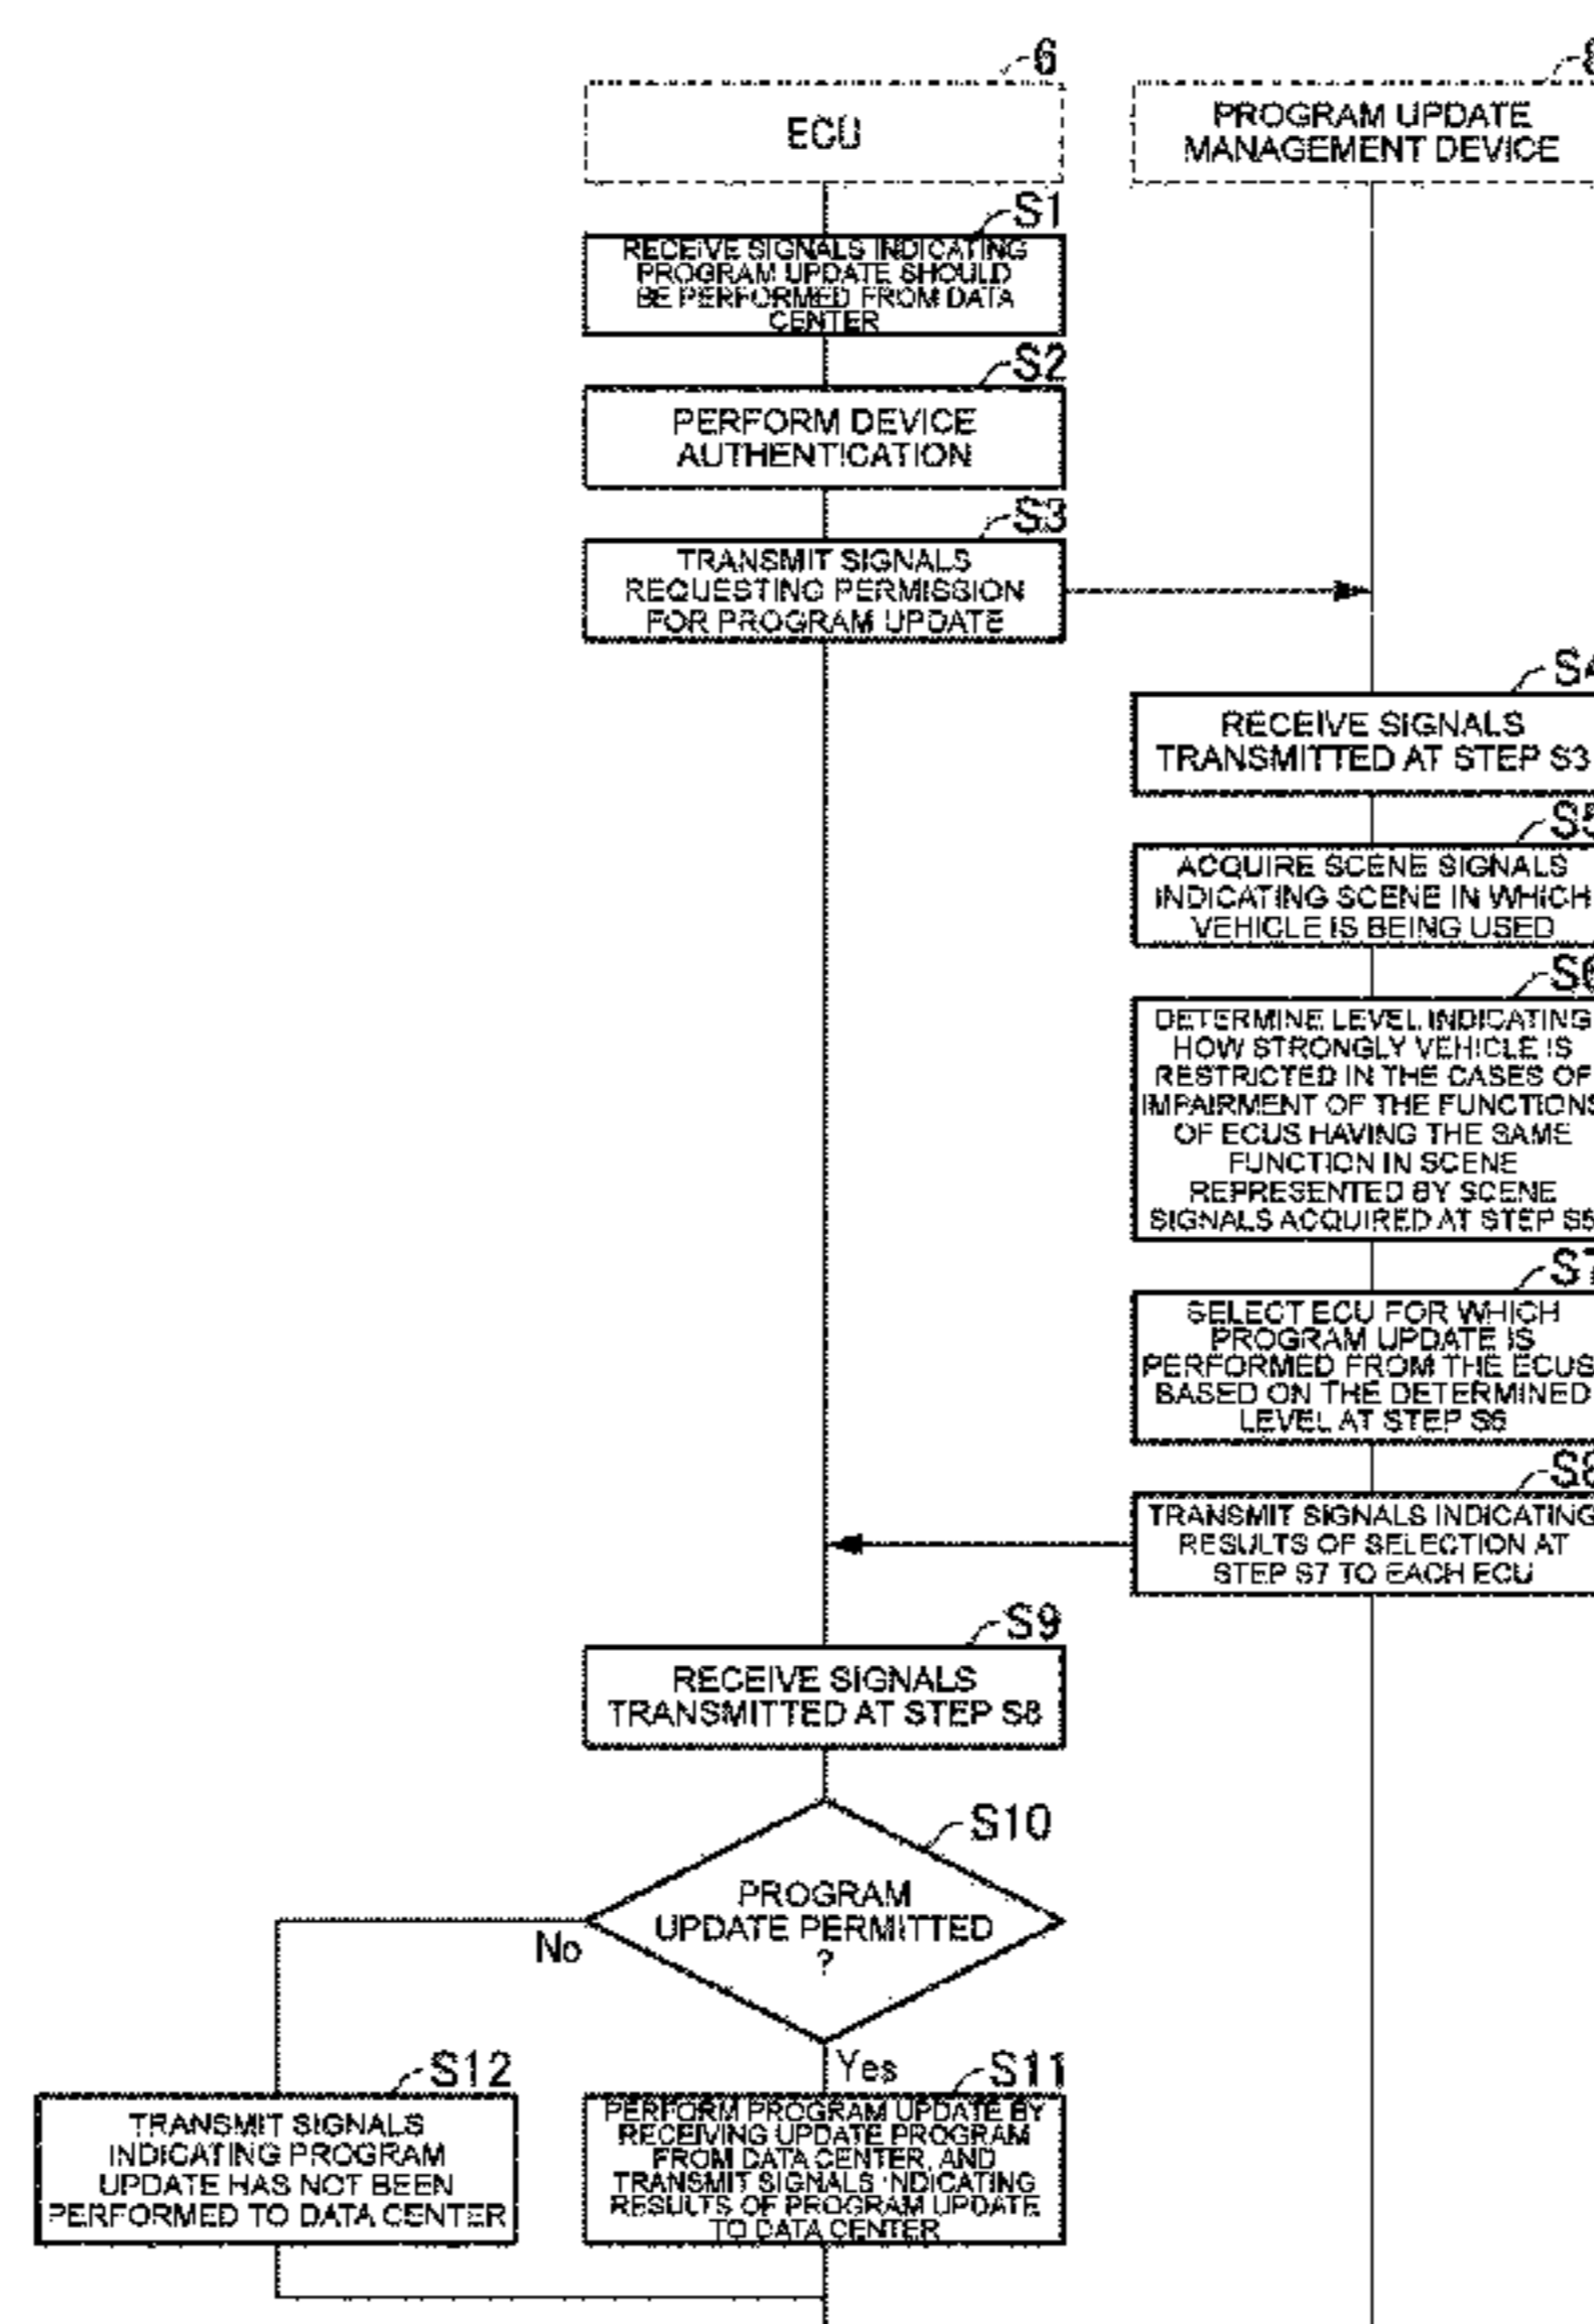 6
ECU
PROGRAM UPDATE
MANAGEMENT DEVICE
S1
RECEIVE SIGNALS INDICATING
PROGRAM UPDATE SHOULD
BE PERFORMED FROM DATA
CENTER
S2
PERFORM DEVICE
AUTHENTICATION
S3
TRANSMIT SIGNALS
REQUESTING PERMISSION
FOR PROGRAM UPDATE
S4
RECEIVE SIGNALS
TRANSMITTED AT STEP S3
S5
ACQUIRE SCENE SIGNALS
INDICATING SCENE IN WHICH
VEHICLE IS BEING USED
S6
DETERMINE LEVEL INDICATING
HOW STRONGLY VEHICLE IS
RESTRICTED IN THE CASES OF
IMPAIRMENT OF THE FUNCTIONS
OF ECUS HAVING THE SAME
FUNCTION IN SCENE
REPRESENTED BY SCENE
SIGNALS ACQUIRED AT STEP S5
S7
SELECT ECU FOR WHICH
PROGRAM UPDATE IS
PERFORMED FROM THE ECUS
BASED ON THE DETERMINED
LEVEL AT STEP S6
S8
TRANSMIT SIGNALS INDICATING
RESULTS OF SELECTION AT
STEP S7 TO EACH ECU
S9
RECEIVE SIGNALS
TRANSMITTED AT STEP S8
S10
PROGRAM
UPDATE PERMITTED
?
No
Yes
S12
TRANSMIT SIGNALS
INDICATING PROGRAM
UPDATE HAS NOT BEEN
PERFORMED TO DATA CENTER
S11
PERFORM PROGRAM UPDATE BY
RECEIVING UPDATE PROGRAM
FROM DATA CENTER, AND
TRANSMIT SIGNALS INDICATING
RESULTS OF PROGRAM UPDATE
TO DATA CENTER